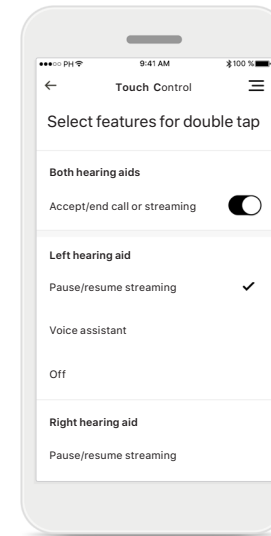 ●●●○○ PH 9:41 AM 100 %
Touch Control
Select features for double tap
Both hearing aids
Accept/end call or streaming
Left hearing aid
Pause/resume streaming
Voice assistant
Off
Right hearing aid
Pause/resume streaming